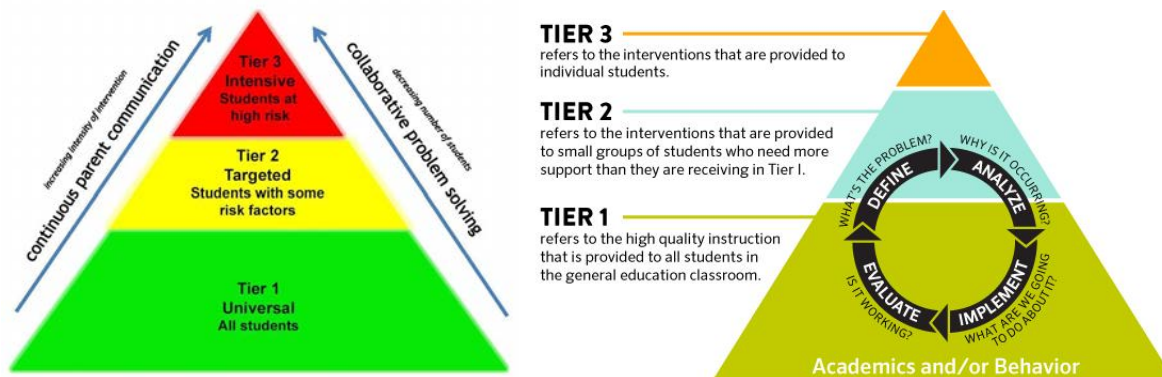 increasing intensity of intervention
continuous parent communication
Tier 3
Intensive
Students at
high risk
Tier 2
Targeted
Students with some
risk factors
Tier 1
Universal
All students
decreasing number of students
collaborative problem solving
TIER 3
refers to the interventions that are provided to
individual students.
TIER 2
refers to the interventions that are provided
to small groups of students who need more
support than they are receiving in Tier I.
TIER 1
refers to the high quality instruction
that is provided to all students in
the general education classroom.
WHAT'S THE PROBLEM?
DEFINE
WHY IS IT OCCURRING?
ANALYZE
IMPLEMENT
WHAT ARE WE GOING
TO DO ABOUT IT?
EVALUATE
IS IT WORKING?
Academics and/or Behavior